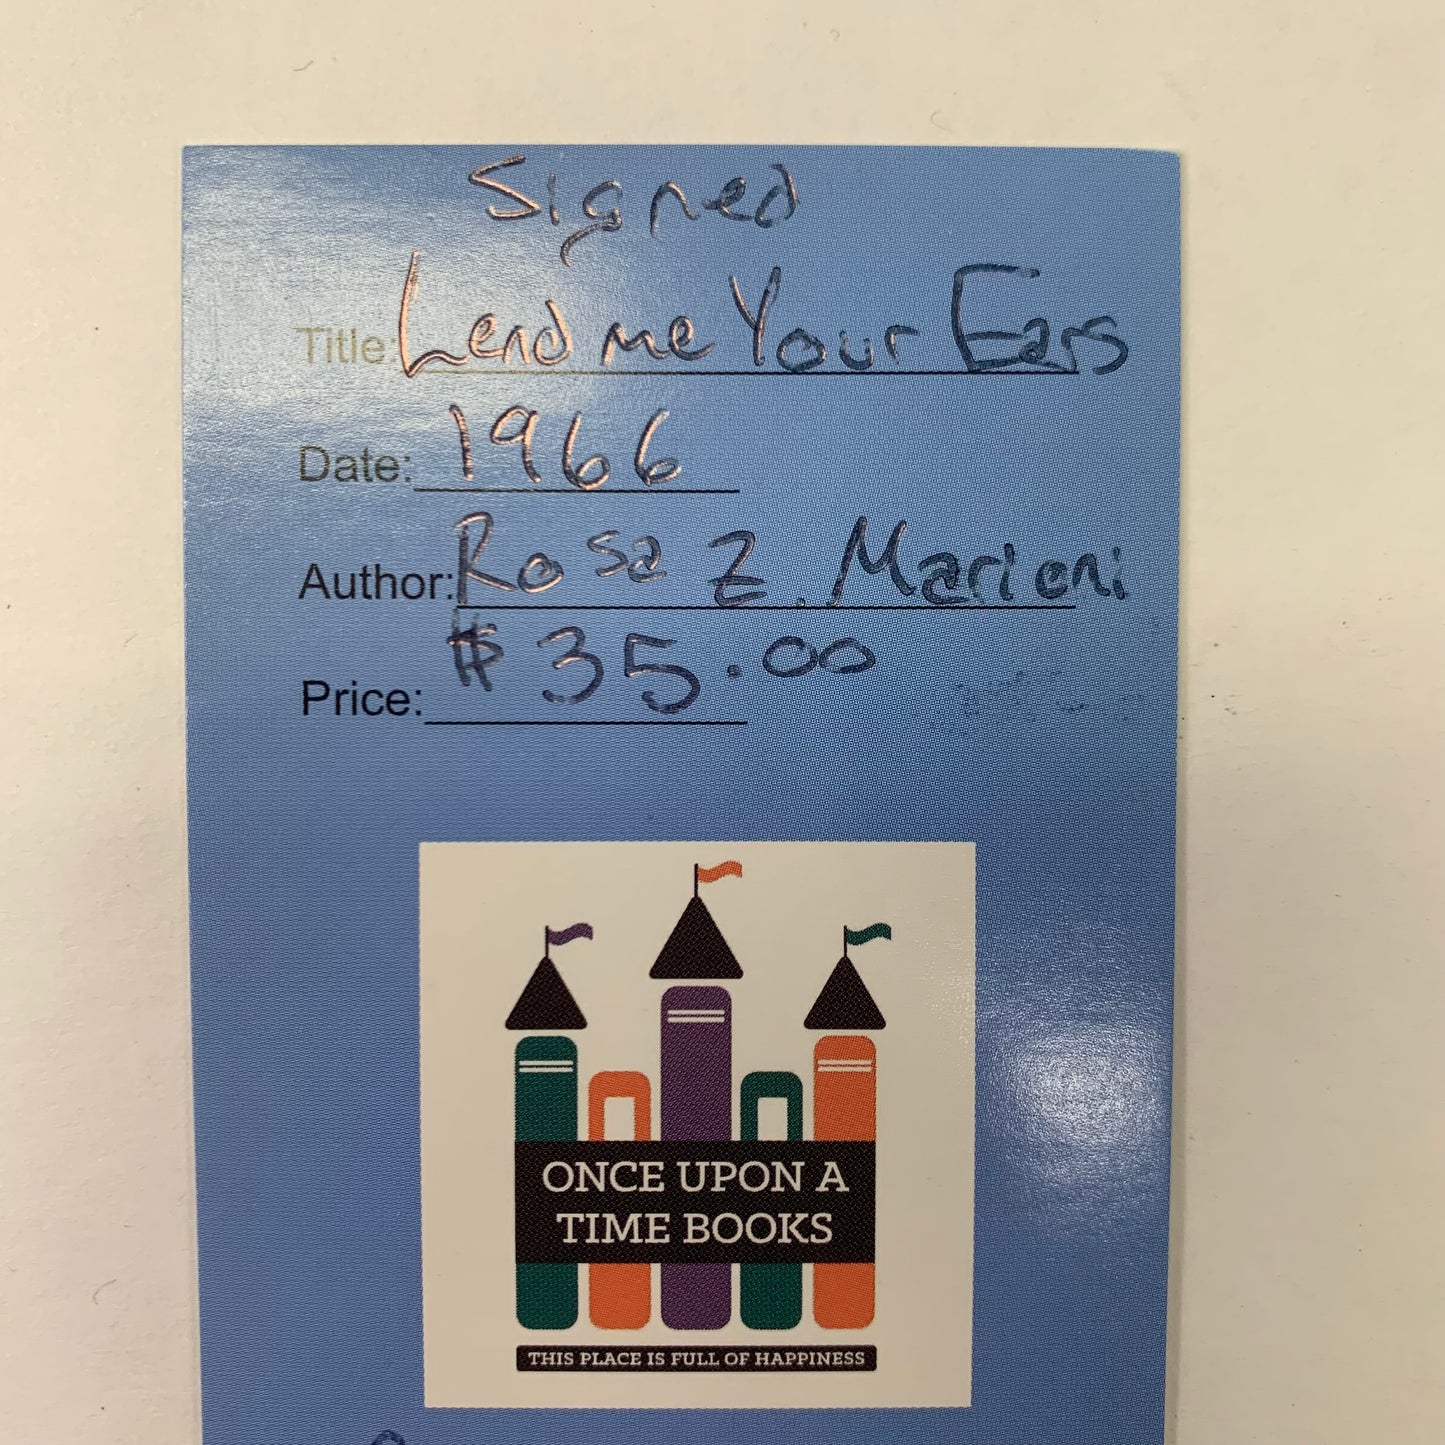 Signed
Title: Lend me Your Ears
Date: 1966
Author: Rosa Z. Marioni
Price: $35.00
ONCE UPON A
TIME BOOKS
THIS PLACE IS FULL OF HAPPINESS